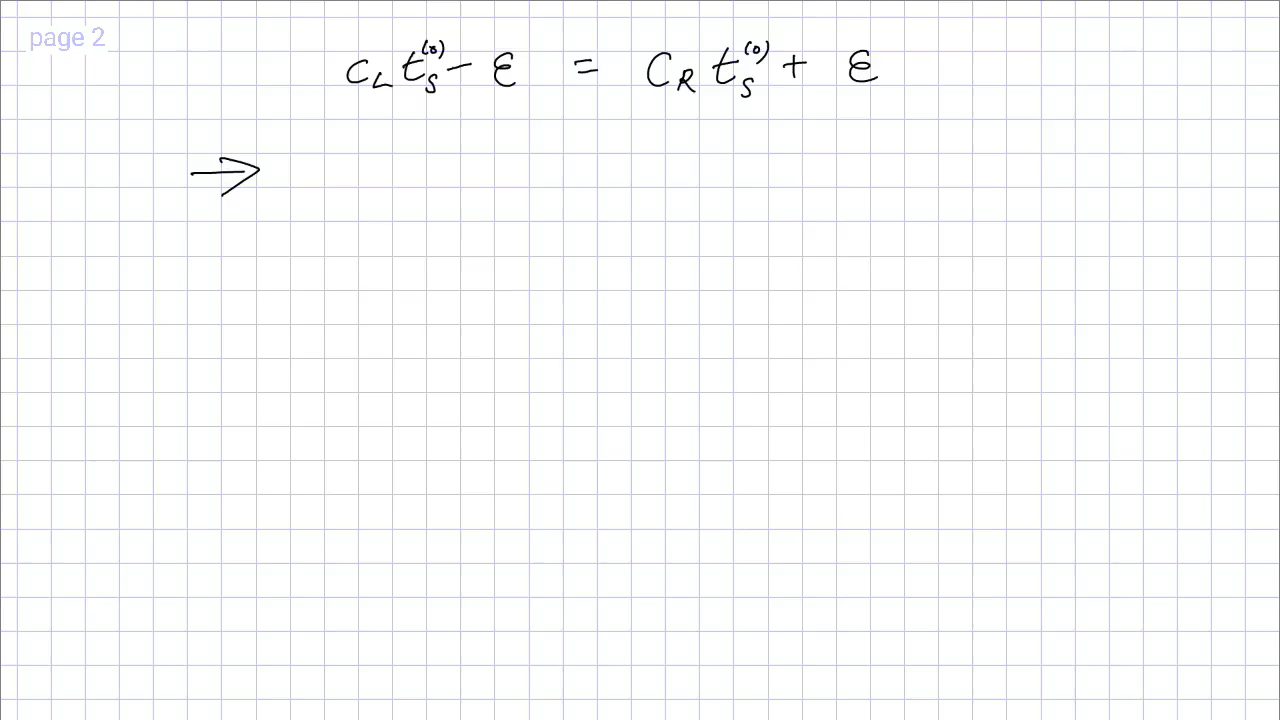 page 2
c_L t_s^(0) - ε = C_R t_s^(0) + ε
⇒